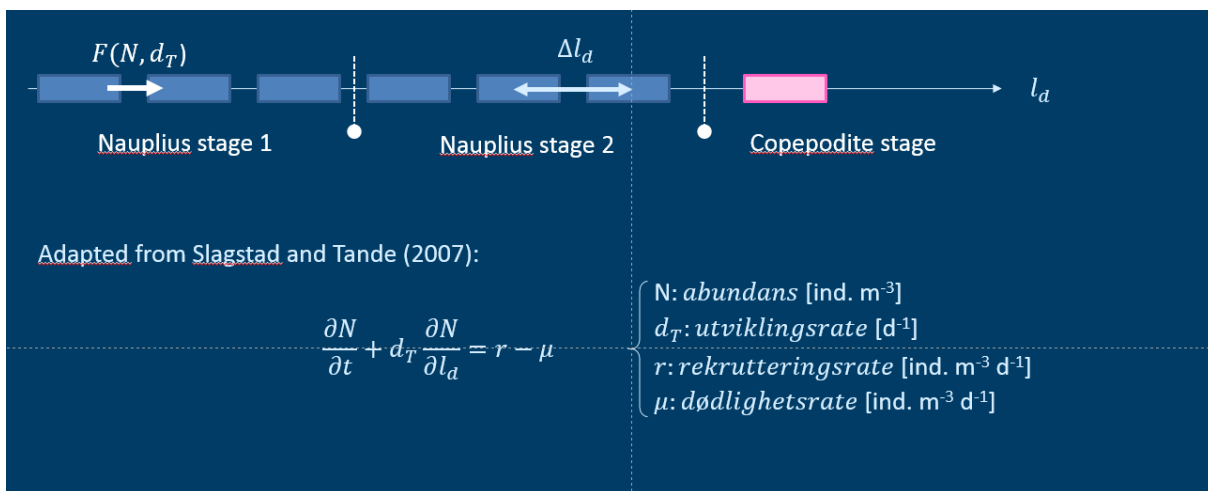 F(N, d_T)
Δl_d
l_d
Nauplius stage 1
Nauplius stage 2
Copepodite stage
Adapted from Slagstad and Tande (2007):
∂N/∂t + d_T ∂N/∂l_d = r − μ
N: abundans [ind. m⁻³]
d_T: utviklingsrate [d⁻¹]
r: rekrutteringsrate [ind. m⁻³ d⁻¹]
μ: dødlighetsrate [ind. m⁻³ d⁻¹]